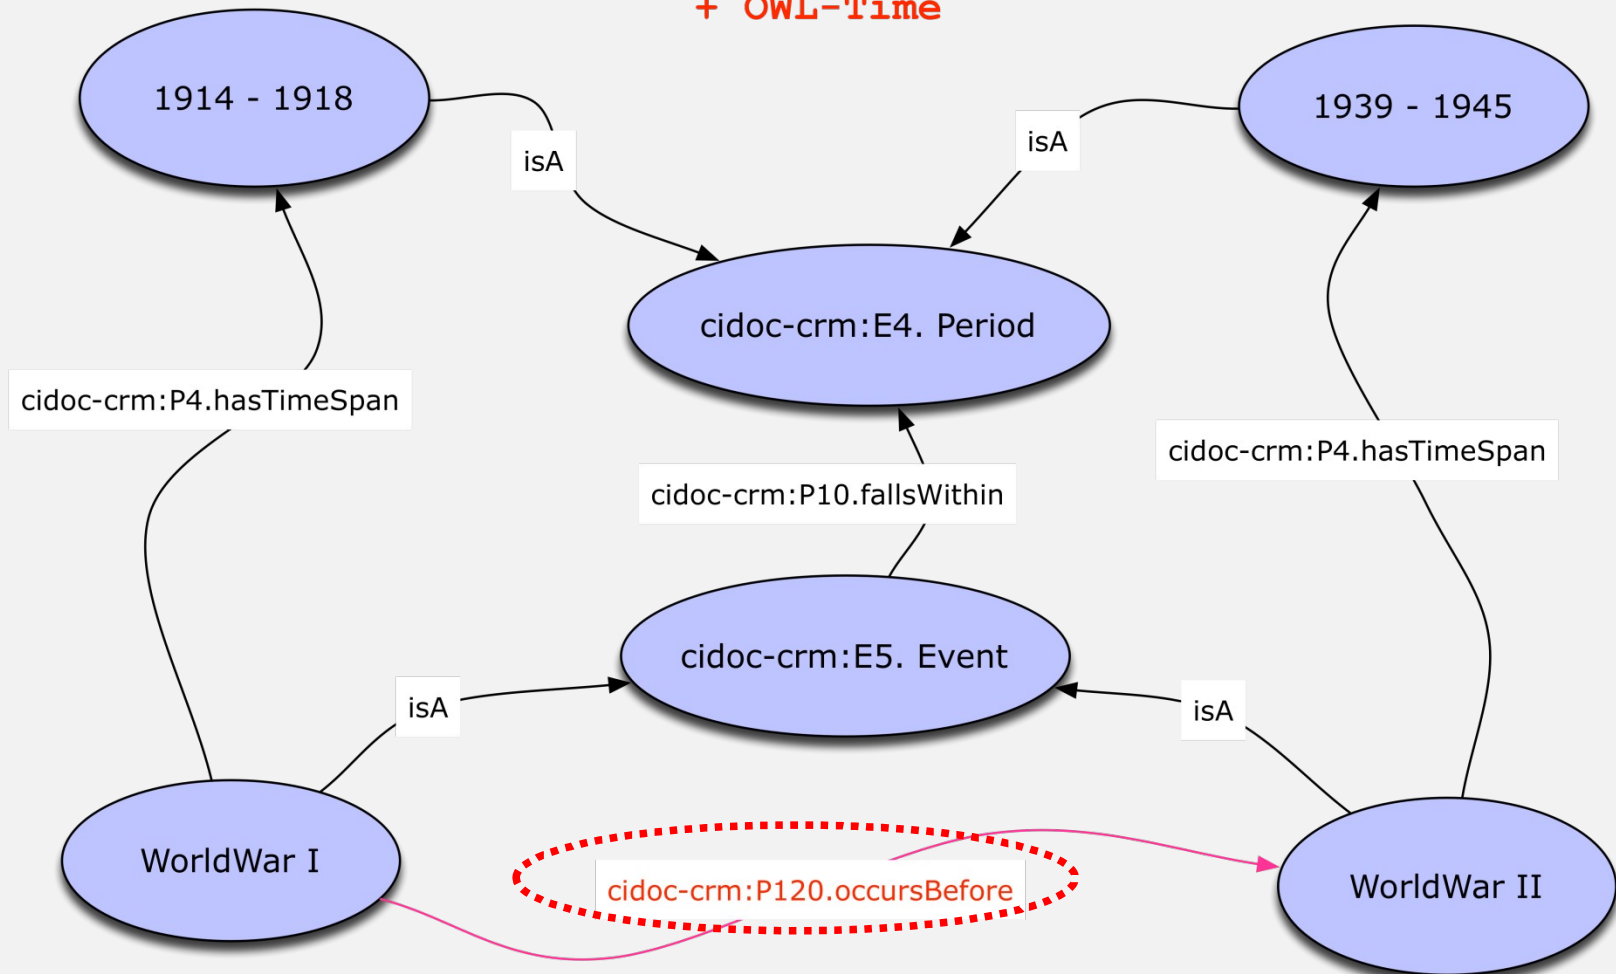 + OWL-Time
1914 - 1918
1939 - 1945
isA
isA
cidoc-crm:E4. Period
cidoc-crm:P4.hasTimeSpan
cidoc-crm:P4.hasTimeSpan
cidoc-crm:P10.fallsWithin
cidoc-crm:E5. Event
isA
isA
WorldWar I
cidoc-crm:P120.occursBefore
WorldWar II